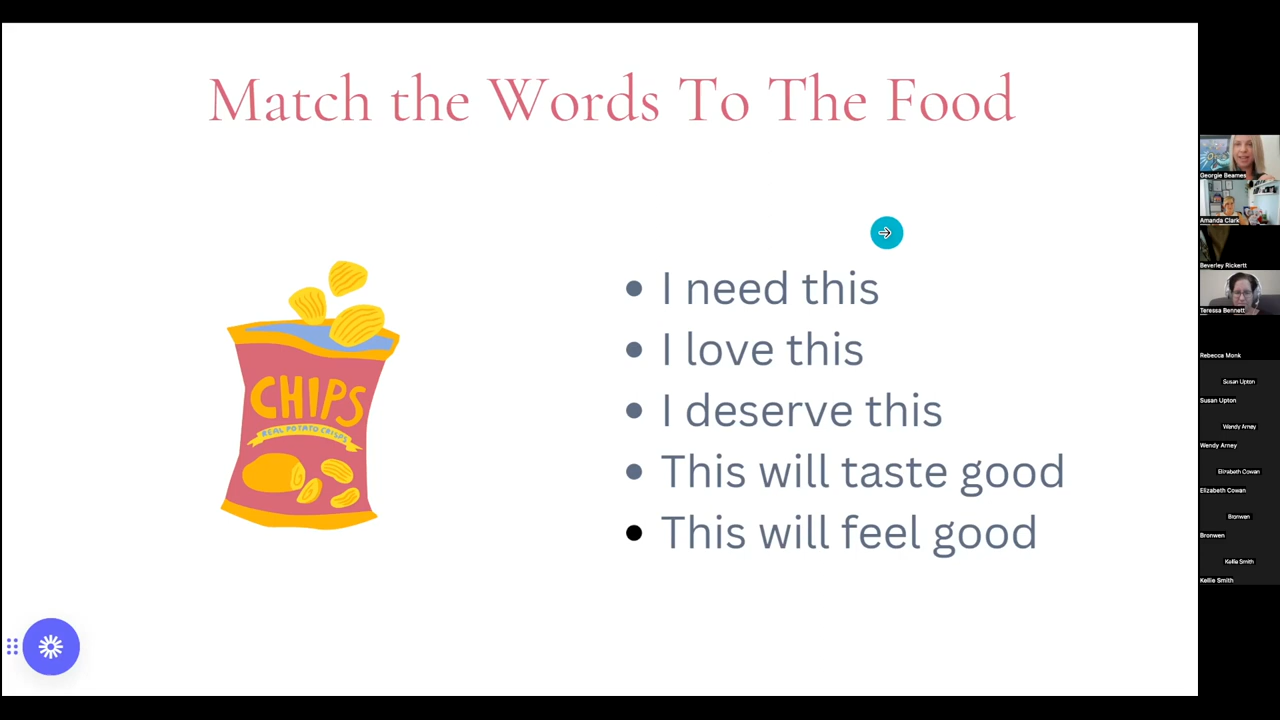 Match the Words To The Food
CHIPS
REAL POTATO CRISPS
I need this
I love this
I deserve this
This will taste good
This will feel good
Georgie Beames
Amanda Clark
Beverley Rickertt
Teressa Bennett
Rebecca Monk
Susan Upton
Susan Upton
Wendy Arney
Wendy Arney
Elizabeth Cowan
Elizabeth Cowan
Bronwen
Bronwen
Kellie Smith
Kellie Smith